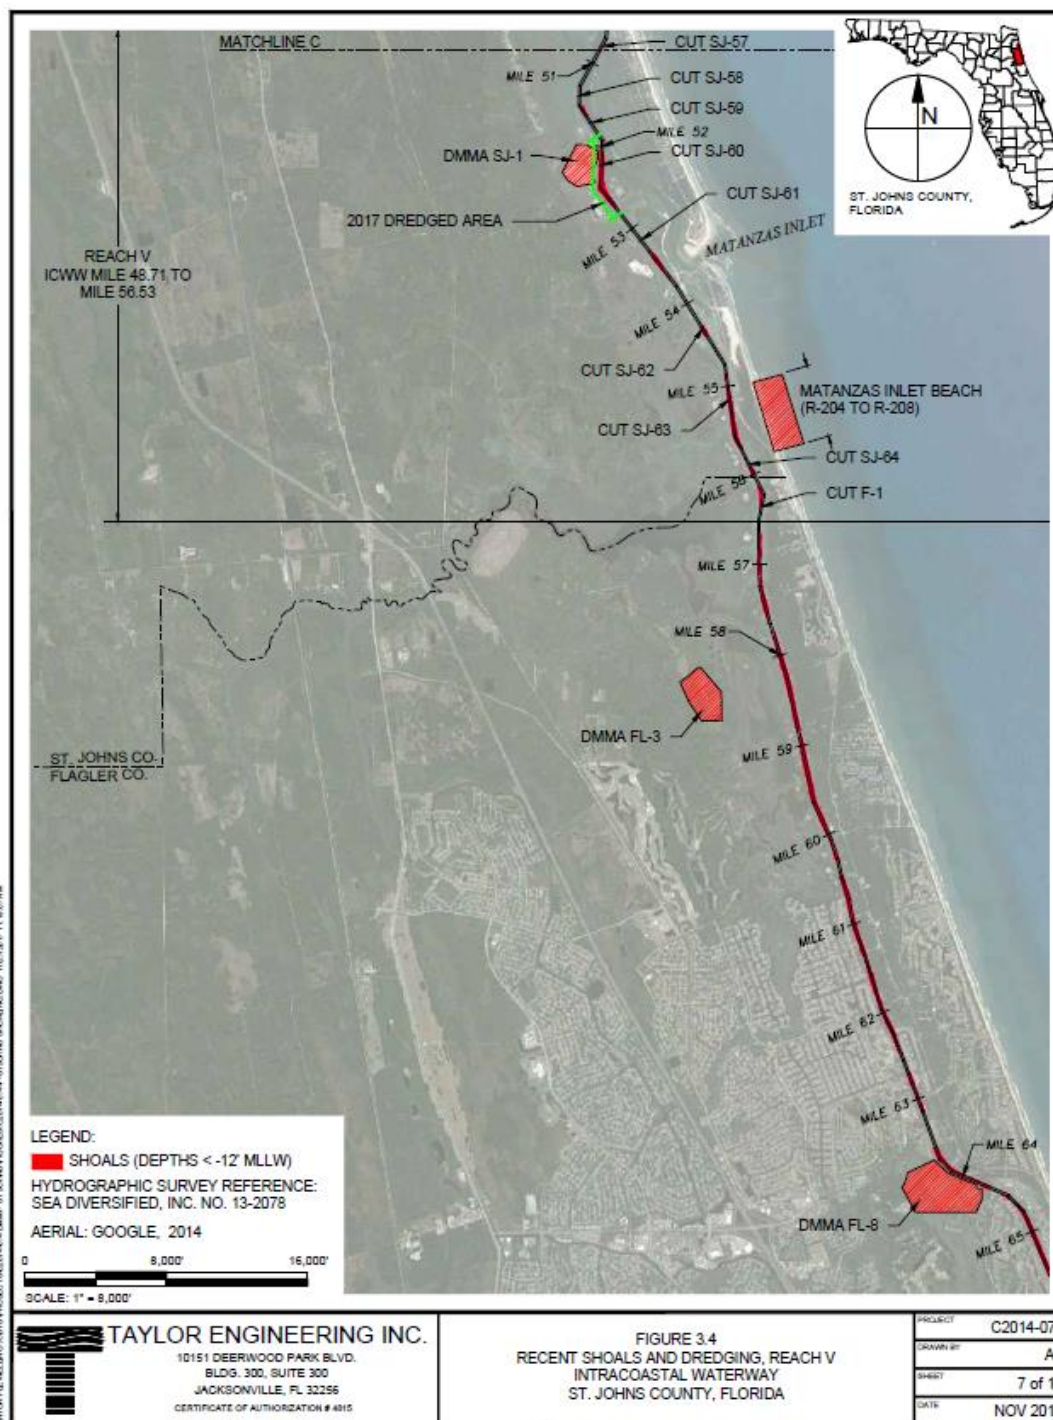 MATCHLINE C
CUT SJ-57
MILE 51
CUT SJ-58
CUT SJ-59
MILE 52
DMMA SJ-1
CUT SJ-60
CUT SJ-61
2017 DREDGED AREA
MILE 53
MATANZAS INLET
N
ST. JOHNS COUNTY,
FLORIDA
REACH V
ICWW MILE 48.71 TO
MILE 56.53
MILE 54
CUT SJ-62
MILE 55
MATANZAS INLET BEACH
(R-204 TO R-208)
CUT SJ-63
CUT SJ-64
MILE 56
CUT F-1
MILE 57
MILE 58
DMMA FL-3
MILE 59
ST. JOHNS CO.
FLAGLER CO.
MILE 60
MILE 61
MILE 62
MILE 63
MILE 64
DMMA FL-8
MILE 65
LEGEND:
SHOALS (DEPTHS < -12' MLLW)
HYDROGRAPHIC SURVEY REFERENCE:
SEA DIVERSIFIED, INC. NO. 13-2078
AERIAL: GOOGLE, 2014
0 8,000' 16,000'
SCALE: 1" = 8,000'
TAYLOR ENGINEERING INC.
10151 DEERWOOD PARK BLVD.
BLDG. 300, SUITE 300
JACKSONVILLE, FL 32256
CERTIFICATE OF AUTHORIZATION # 4815
FIGURE 3.4
RECENT SHOALS AND DREDGING, REACH V
INTRACOASTAL WATERWAY
ST. JOHNS COUNTY, FLORIDA
PROJECT C2014-07
DRAWN BY A
SHEET 7 of 1
DATE NOV 201